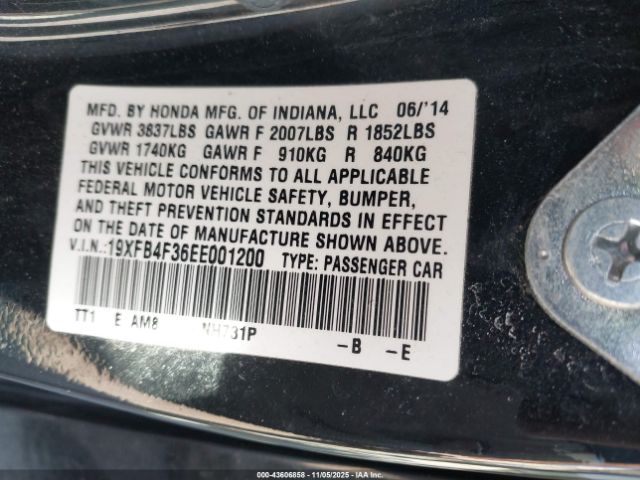 MFD. BY HONDA MFG. OF INDIANA, LLC 06/'14
GVWR 3837LBS GAWR F 2007LBS R 1852LBS
GVWR 1740KG GAWR F 910KG R 840KG
THIS VEHICLE CONFORMS TO ALL APPLICABLE
FEDERAL MOTOR VEHICLE SAFETY, BUMPER,
AND THEFT PREVENTION STANDARDS IN EFFECT
ON THE DATE OF MANUFACTURE SHOWN ABOVE.
V.I.N.:19XFB4F36EE001200 TYPE: PASSENGER CAR
TT1 E AM8 NH731P -B -E
000-43606858 - 11/05/2025 - IAAI.com